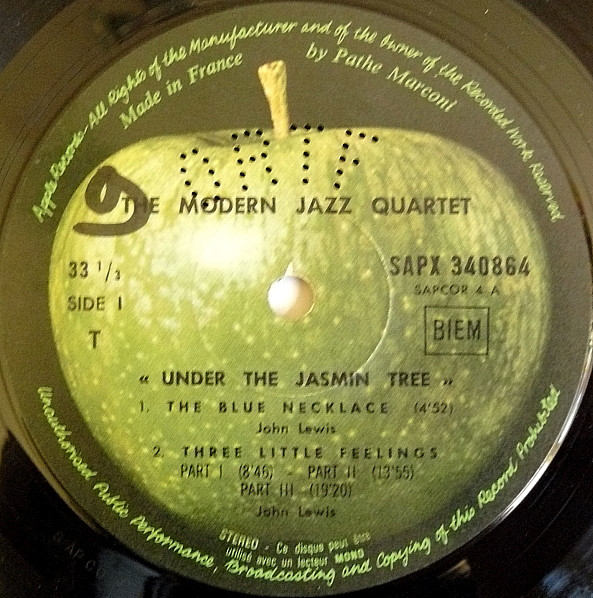 Apple Records - All Rights of the Manufacturer and of the Owner of the Recorded Work Reserved
Made in France by Pathe Marconi
ORTF
9
THE MODERN JAZZ QUARTET
33 1/3
SIDE 1
T
SAPX 340864
SAPCOR 4 A
BIEM
« UNDER THE JASMIN TREE »
1. THE BLUE NECKLACE (4'52)
John Lewis
2. THREE LITTLE FEELINGS
PART I (8'46) - PART II (13'55)
PART III (19'20)
John Lewis
STEREO - Ce disque peut être
utilisé avec un lecteur MONO
Unauthorised Public Performance, Broadcasting and Copying of this Record Prohibited